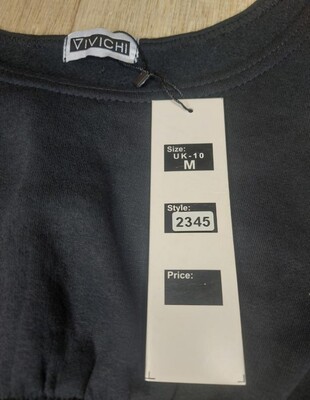 VIVICHI
Size:
UK-10
M
Style:
2345
Price: